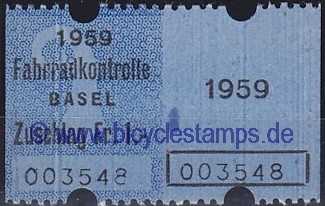 1959
Fahrradkontrolle
BASEL
Zuschlag Fr. 1.-
003548
1959
003548
© www.bicyclestamps.de